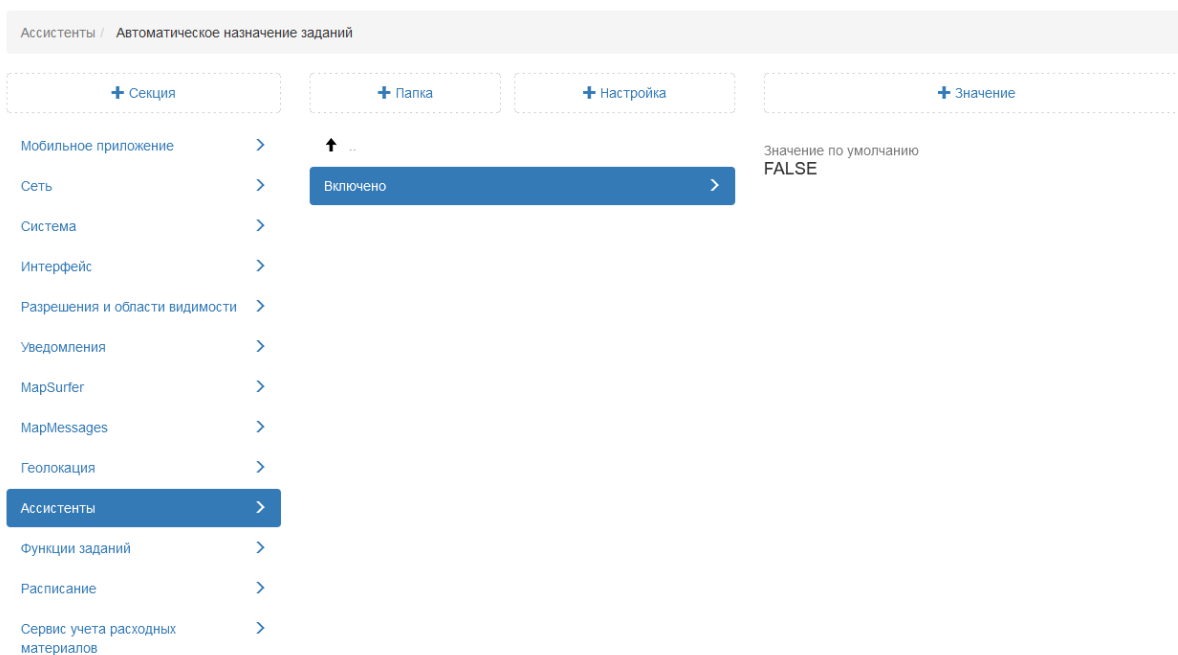 Ассистенты / Автоматическое назначение заданий
+ Секция
+ Папка
+ Настройка
+ Значение
Мобильное приложение
Сеть
Система
Интерфейс
Разрешения и области видимости
Уведомления
MapSurfer
MapMessages
Геолокация
Ассистенты
Функции заданий
Расписание
Сервис учета расходных
материалов
..
Включено
Значение по умолчанию
FALSE